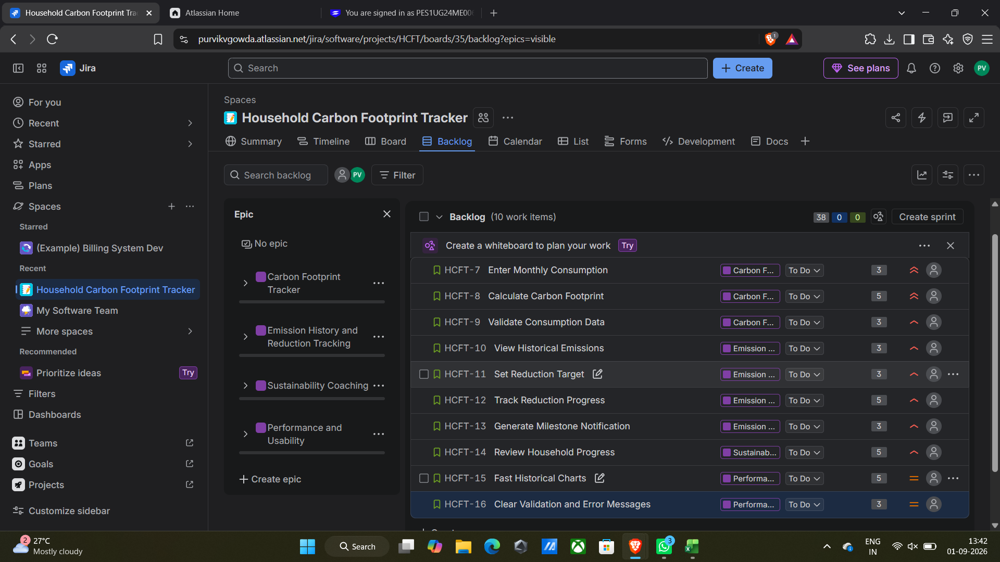 Household Carbon Footprint Tra
Atlassian Home
You are signed in as PES1UG24ME00
purvikvgowda.atlassian.net/jira/software/projects/HCFT/boards/35/backlog?epics=visible
1
Jira
Search
Create
See plans
PV
For you
Recent
Starred
Apps
Plans
Spaces
Starred
(Example) Billing System Dev
Recent
Household Carbon Footprint Tracker
My Software Team
More spaces
Recommended
Prioritize ideas
Try
Filters
Dashboards
Teams
Goals
Projects
Customize sidebar
Spaces
Household Carbon Footprint Tracker
Summary
Timeline
Board
Backlog
Calendar
List
Forms
Development
Docs
Search backlog
PV
Filter
Epic
No epic
Carbon Footprint
Tracker
Emission History and
Reduction Tracking
Sustainability Coaching
Performance and
Usability
Create epic
Backlog (10 work items)
38 0 0
Create sprint
Create a whiteboard to plan your work Try
HCFT-7 Enter Monthly Consumption Carbon F... To Do 3
HCFT-8 Calculate Carbon Footprint Carbon F... To Do 5
HCFT-9 Validate Consumption Data Carbon F... To Do 3
HCFT-10 View Historical Emissions Emission ... To Do 3
HCFT-11 Set Reduction Target Emission ... To Do 3
HCFT-12 Track Reduction Progress Emission ... To Do 5
HCFT-13 Generate Milestone Notification Emission ... To Do 3
HCFT-14 Review Household Progress Sustainab... To Do 5
HCFT-15 Fast Historical Charts Performa... To Do 5
HCFT-16 Clear Validation and Error Messages Performa... To Do 3
2
27°C
Mostly cloudy
Search
3
ENG
IN
13:42
01-09-2026